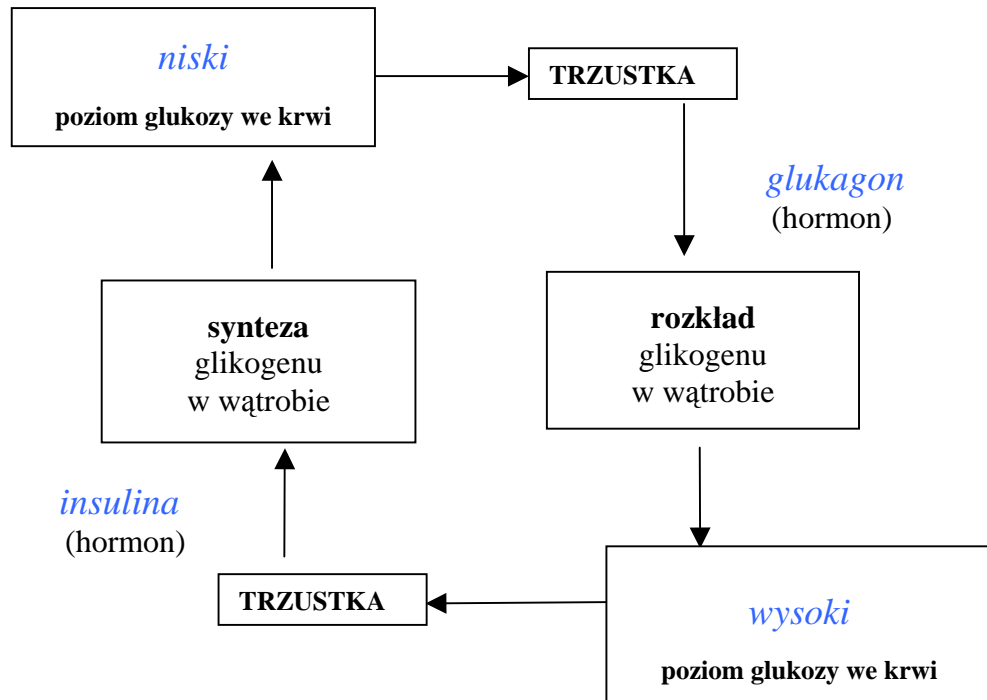 niski
poziom glukozy we krwi
TRZUSTKA
glukagon
(hormon)
synteza
glikogenu
w wątrobie
rozkład
glikogenu
w wątrobie
insulina
(hormon)
TRZUSTKA
wysoki
poziom glukozy we krwi